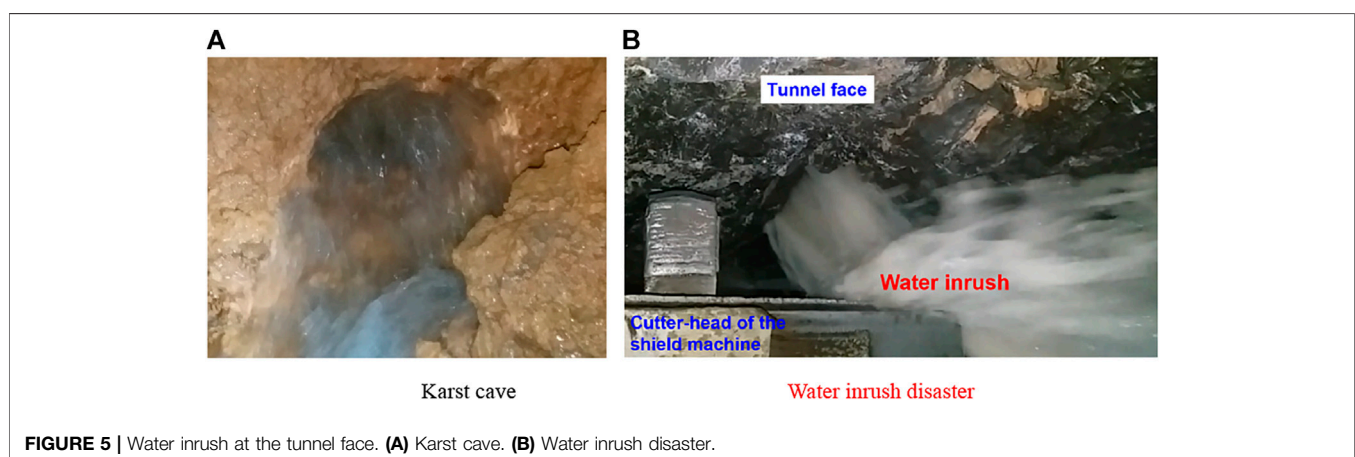 A
B
Tunnel face
Water inrush
Cutter-head of the
shield machine
Karst cave
Water inrush disaster
FIGURE 5 | Water inrush at the tunnel face. (A) Karst cave. (B) Water inrush disaster.